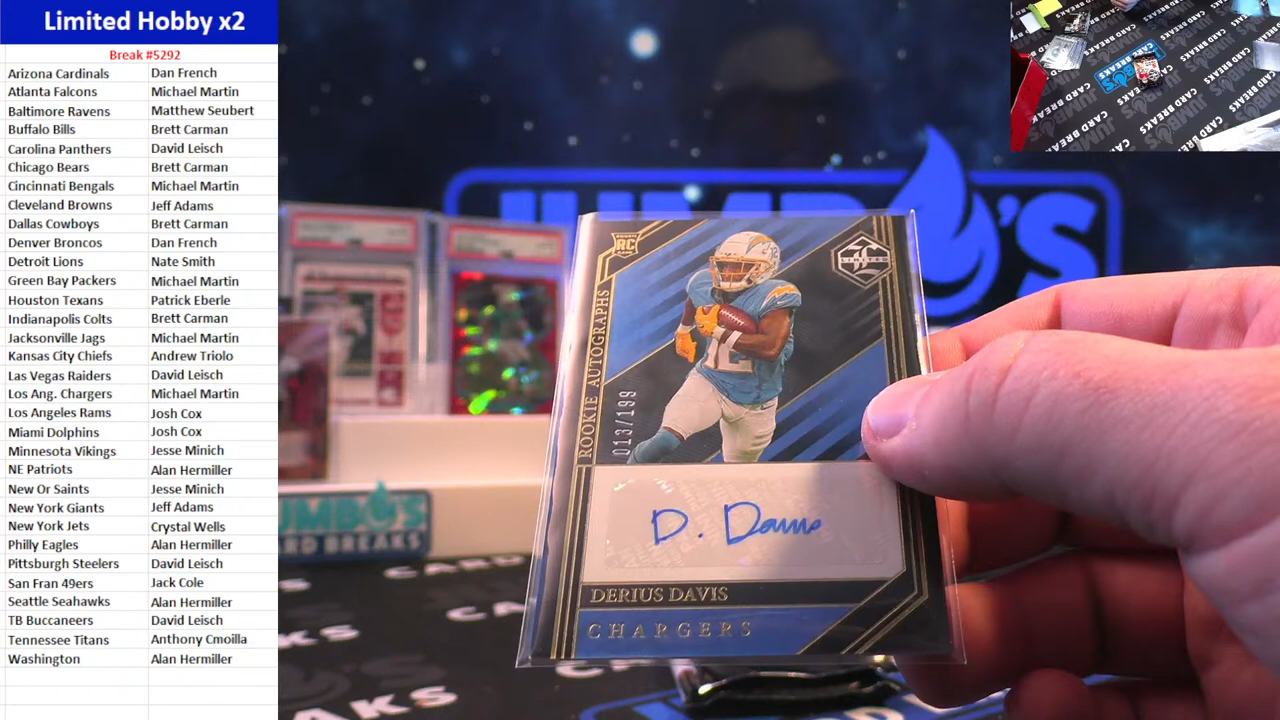 Limited Hobby x2
Break #5292
Arizona Cardinals Dan French
Atlanta Falcons Michael Martin
Baltimore Ravens Matthew Seubert
Buffalo Bills Brett Carman
Carolina Panthers David Leisch
Chicago Bears Brett Carman
Cincinnati Bengals Michael Martin
Cleveland Browns Jeff Adams
Dallas Cowboys Brett Carman
Denver Broncos Dan French
Detroit Lions Nate Smith
Green Bay Packers Michael Martin
Houston Texans Patrick Eberle
Indianapolis Colts Brett Carman
Jacksonville Jags Michael Martin
Kansas City Chiefs Andrew Triolo
Las Vegas Raiders David Leisch
Los Ang. Chargers Michael Martin
Los Angeles Rams Josh Cox
Miami Dolphins Josh Cox
Minnesota Vikings Jesse Minich
NE Patriots Alan Hermiller
New Or Saints Jesse Minich
New York Giants Jeff Adams
New York Jets Crystal Wells
Philly Eagles Alan Hermiller
Pittsburgh Steelers David Leisch
San Fran 49ers Jack Cole
Seattle Seahawks Alan Hermiller
TB Buccaneers David Leisch
Tennessee Titans Anthony Cmoilla
Washington Alan Hermiller
CARD BREAKS
JUMBO'S
RC
LIMITED
ROOKIE AUTOGRAPHS
013/199
12
D. Davis
DERIUS DAVIS
CHARGERS
CARD BREAKS